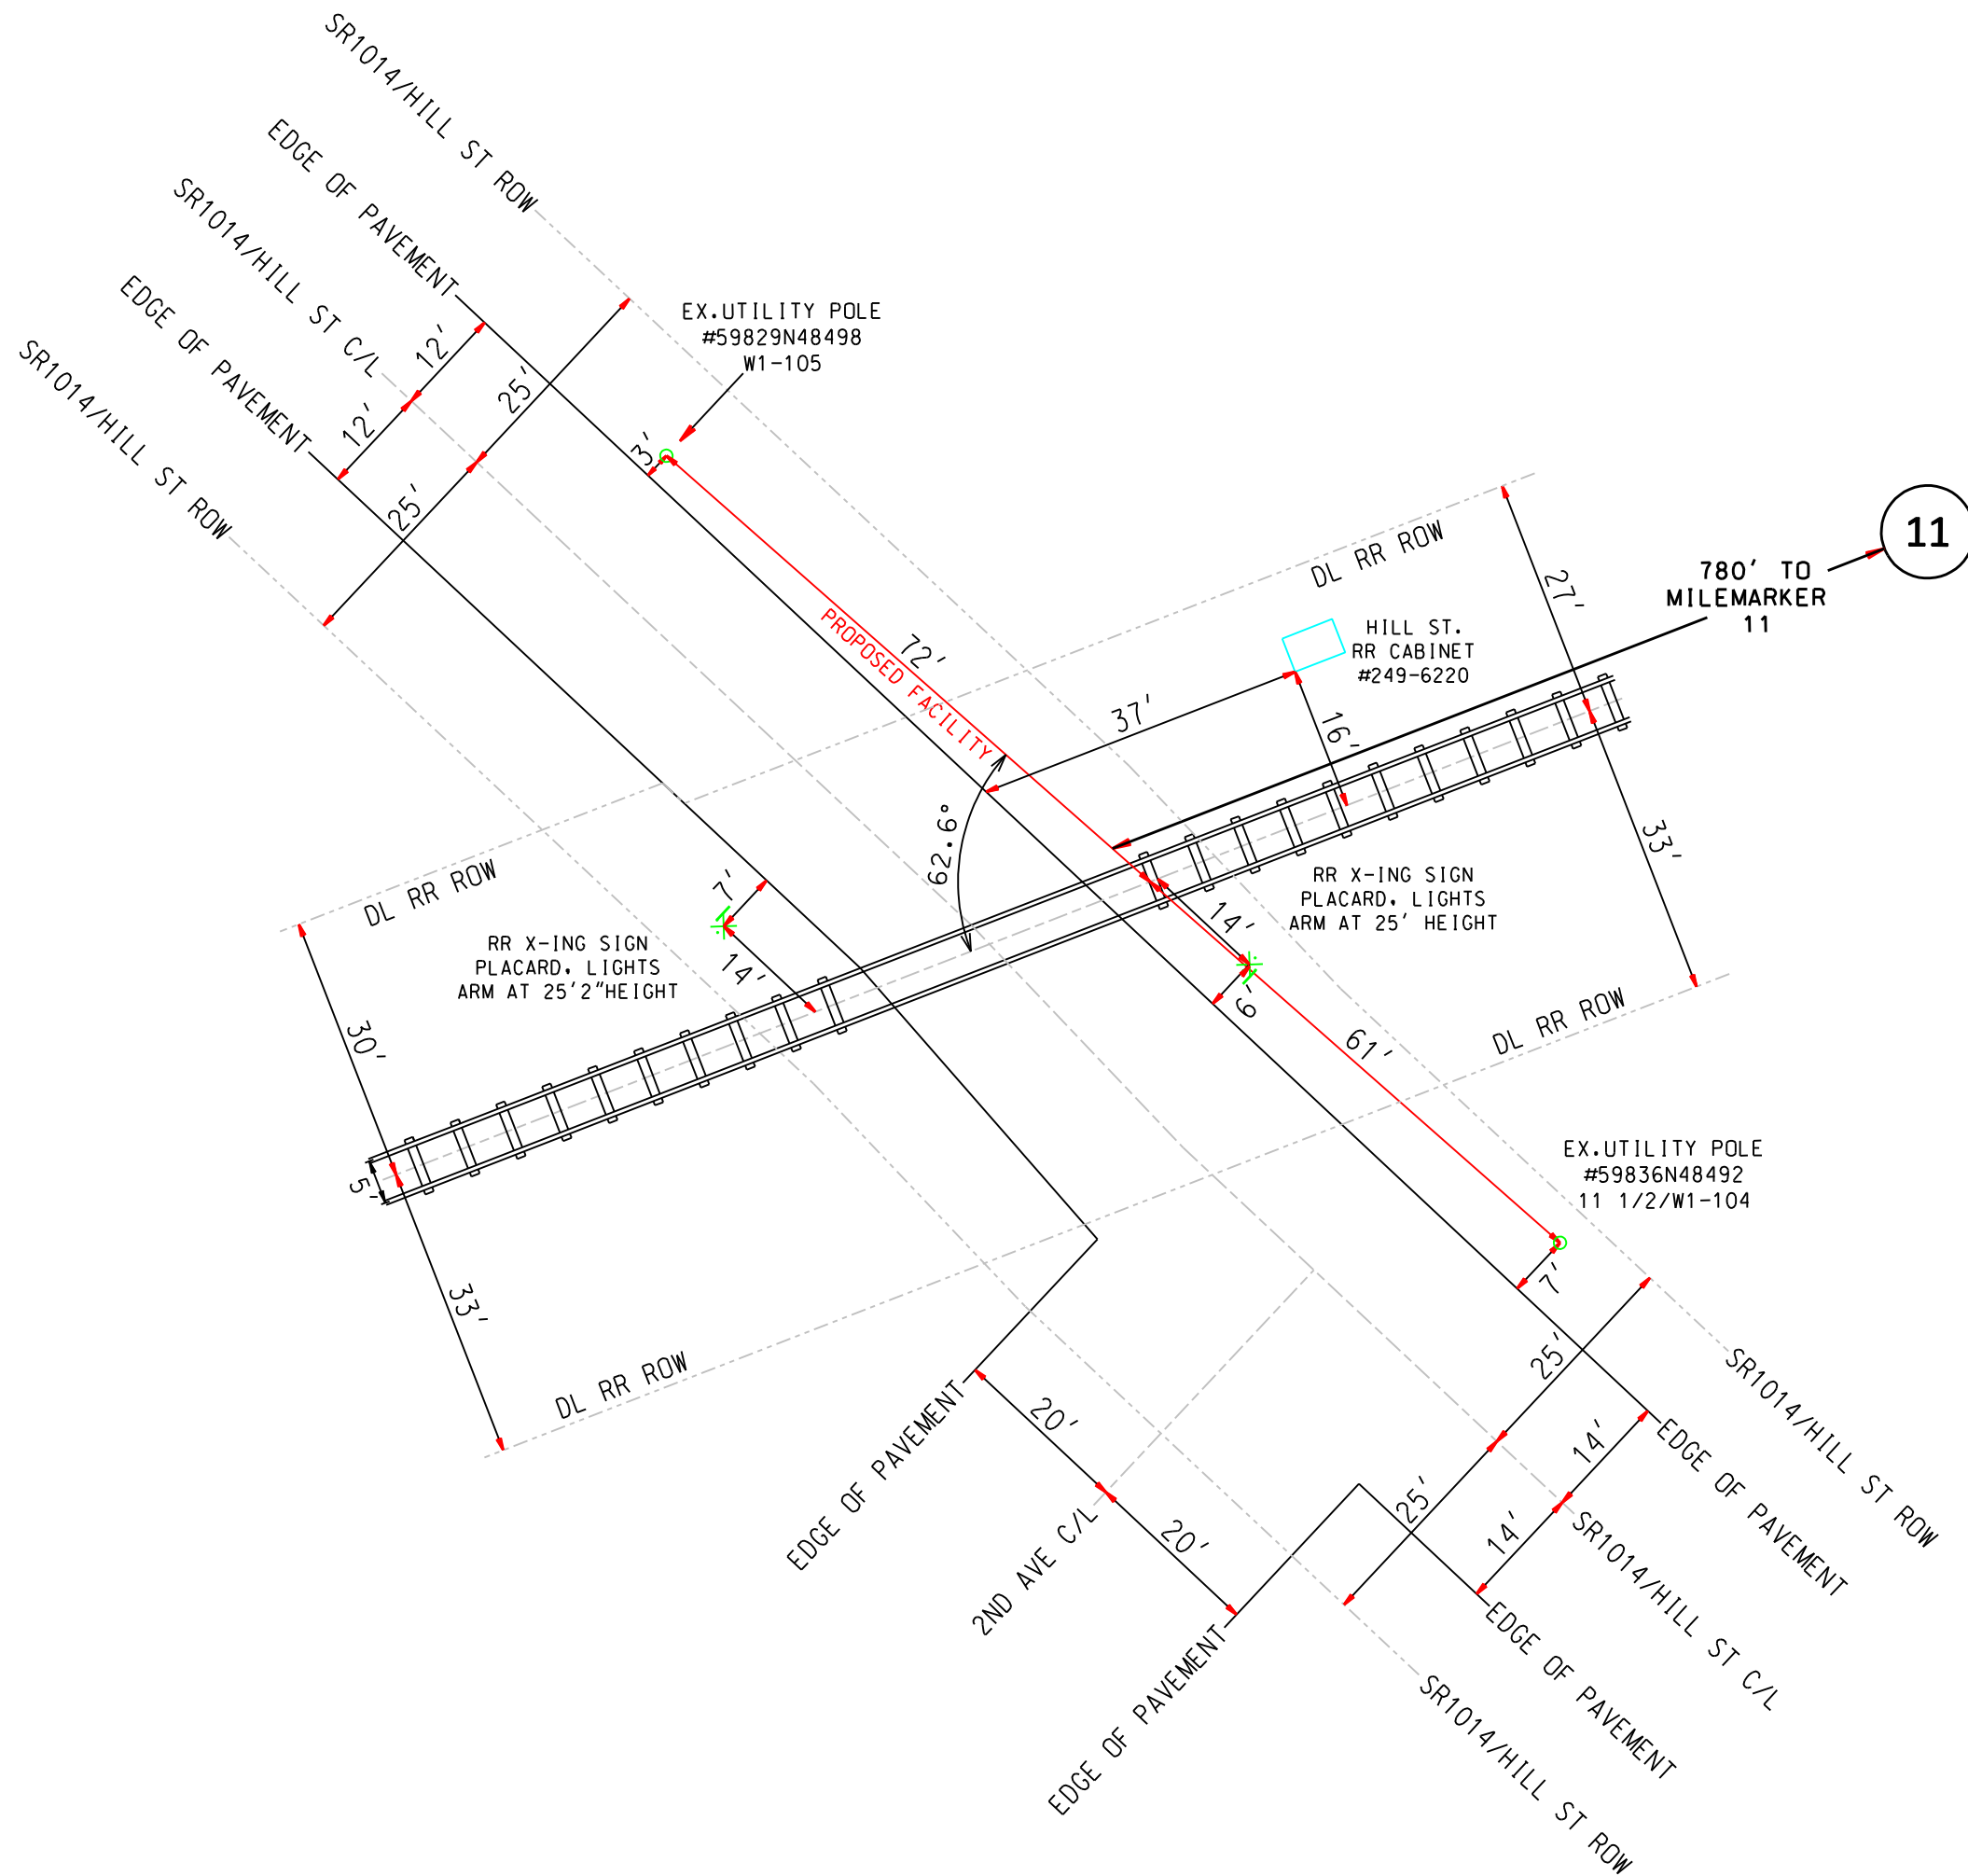 SR1014/HILL ST ROW
EDGE OF PAVEMENT
SR1014/HILL ST C/L
EDGE OF PAVEMENT
SR1014/HILL ST ROW
12'
12'
25'
25'
3'
EX.UTILITY POLE
#59829N48498
W1-105
72'
PROPOSED FACILITY
37'
DL RR ROW
27'
11
780' TO
MILEMARKER
11
HILL ST.
RR CABINET
#249-6220
16'
62.6°
33'
DL RR ROW
7'
14'
RR X-ING SIGN
PLACARD, LIGHTS
ARM AT 25'2"HEIGHT
RR X-ING SIGN
PLACARD, LIGHTS
ARM AT 25' HEIGHT
14'
6'
61'
DL RR ROW
30'
5'
33'
DL RR ROW
EX.UTILITY POLE
#59836N48492
11 1/2/W1-104
7'
25'
25'
14'
14'
20'
20'
EDGE OF PAVEMENT
2ND AVE C/L
EDGE OF PAVEMENT
SR1014/HILL ST ROW
EDGE OF PAVEMENT
SR1014/HILL ST C/L
EDGE OF PAVEMENT
SR1014/HILL ST ROW